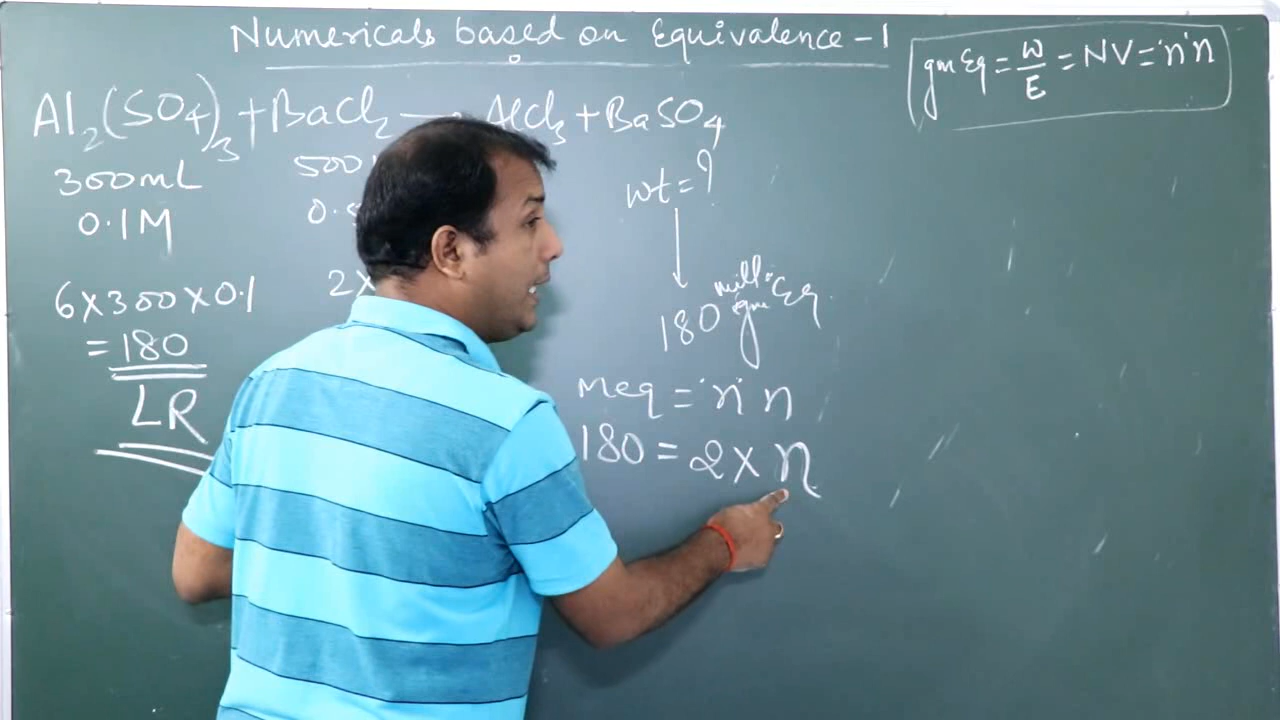 Numericals based on Equivalence-1
gm Eq = W/E = NV = 'n' n
Al2(SO4)3 + BaCl2 → AlCl3 + BaSO4
300mL 500 wt = ?
0.1M 0.
6×300×0.1 2× 180 milli gm Eq
= 180
LR
Meq = 'n' n
180 = 2 × n